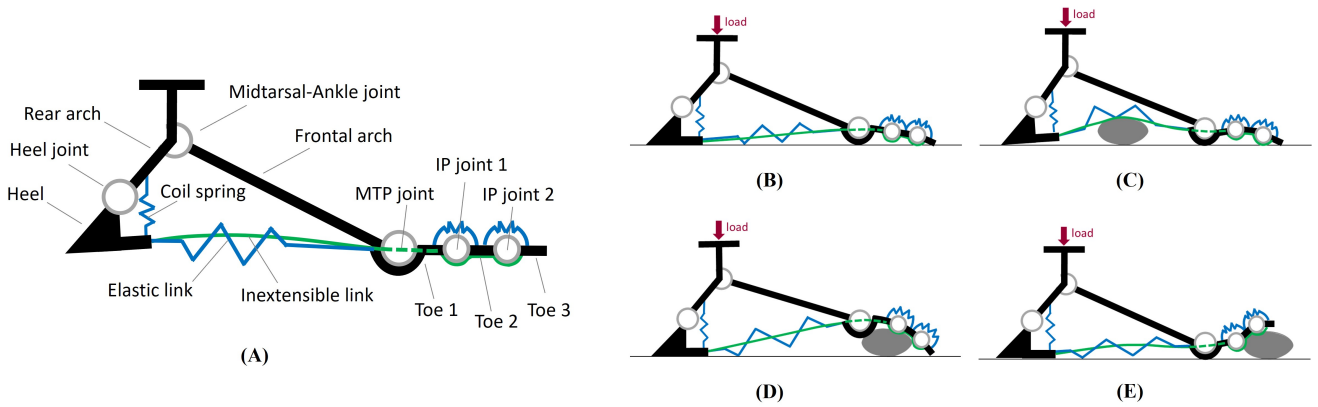 Midtarsal-Ankle joint
Rear arch
Frontal arch
Heel joint
IP joint 1
Heel
Coil spring
MTP joint
IP joint 2
Elastic link
Inextensible link
Toe 1
Toe 2
Toe 3
(A)
load
(B)
load
(C)
load
(D)
load
(E)